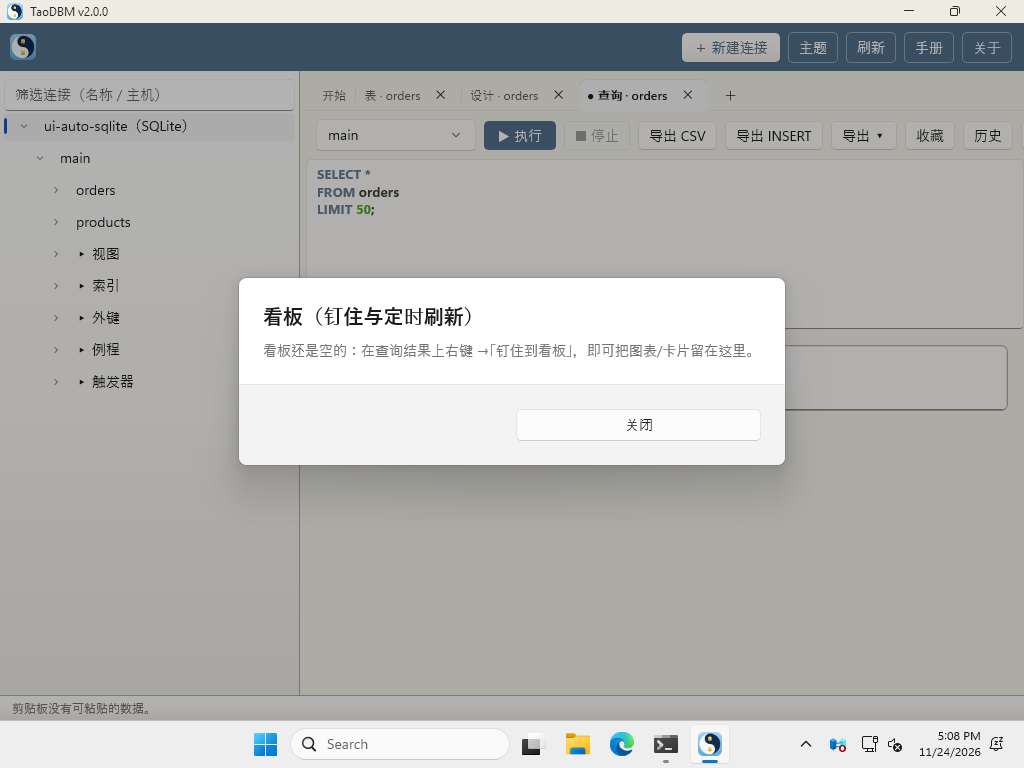 TaoDBM v2.0.0
+ 新建连接
主题
刷新
手册
关于
筛选连接（名称 / 主机）
ui-auto-sqlite（SQLite）
main
orders
products
视图
索引
外键
例程
触发器
开始
表 · orders
设计 · orders
● 查询 · orders
main
执行
停止
导出 CSV
导出 INSERT
导出
收藏
历史
SELECT *
FROM orders
LIMIT 50;
看板（钉住与定时刷新）
看板还是空的：在查询结果上右键 →「钉住到看板」，即可把图表/卡片留在这里。
关闭
剪贴板没有可粘贴的数据。
Search
5:08 PM
11/24/2026